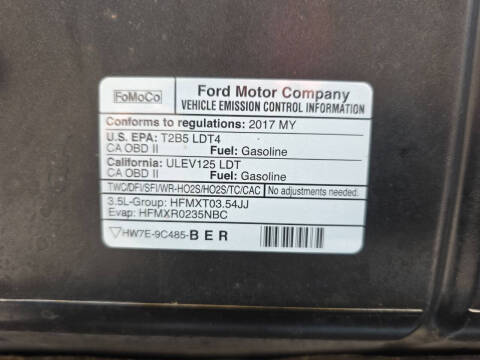 FoMoCo
Ford Motor Company
VEHICLE EMISSION CONTROL INFORMATION
Conforms to regulations: 2017 MY
U.S. EPA: T2B5 LDT4
CA OBD II Fuel: Gasoline
California: ULEV125 LDT
CA OBD II Fuel: Gasoline
TWC/DFI/SFI/WR-HO2S/HO2S/TC/CAC No adjustments needed.
3.5L-Group: HFMXT03.54JJ
Evap: HFMXR0235NBC
HW7E-9C485-BER